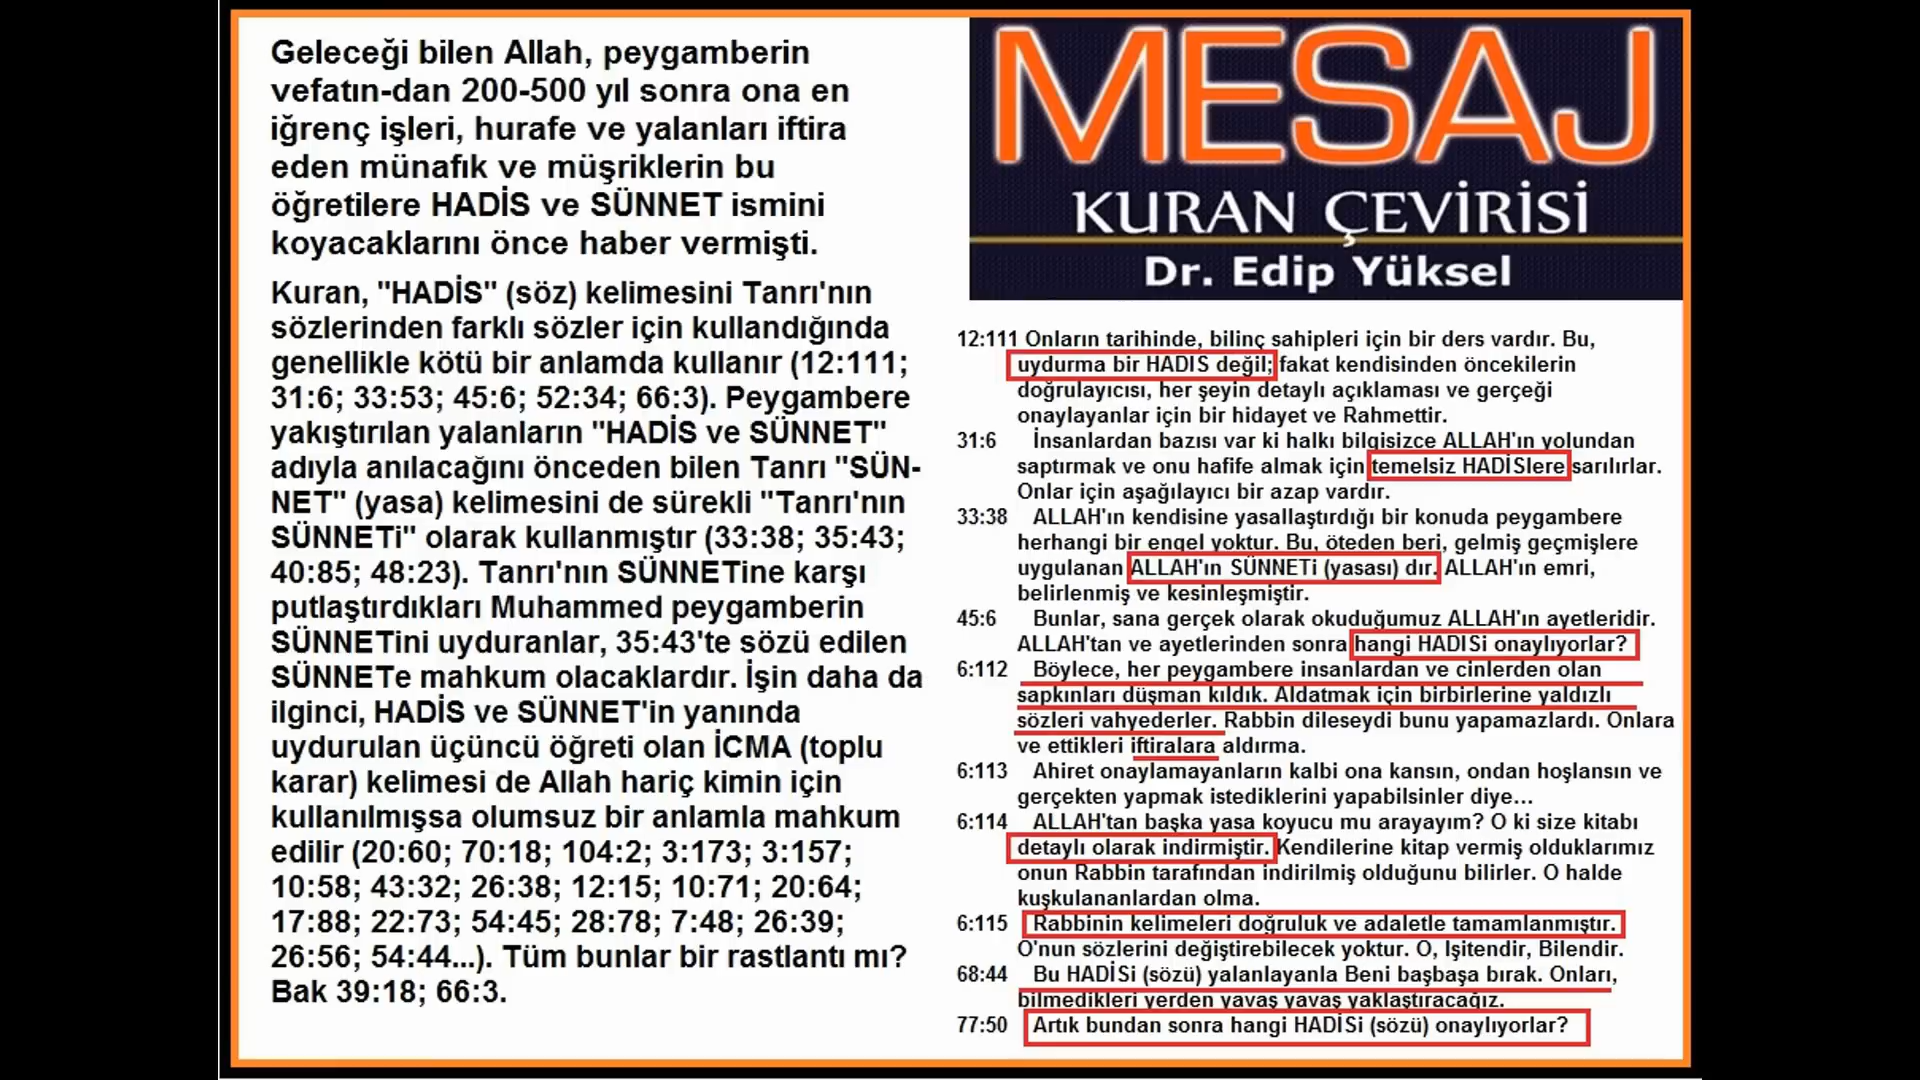 Geleceği bilen Allah, peygamberin
vefatın-dan 200-500 yıl sonra ona en
iğrenç işleri, hurafe ve yalanları iftira
eden münafık ve müşriklerin bu
öğretilere HADİS ve SÜNNET ismini
koyacaklarını önce haber vermişti.
Kuran, "HADİS" (söz) kelimesini Tanrı'nın
sözlerinden farklı sözler için kullandığında
genellikle kötü bir anlamda kullanır (12:111;
31:6; 33:53; 45:6; 52:34; 66:3). Peygambere
yakıştırılan yalanların "HADİS ve SÜNNET"
adıyla anılacağını önceden bilen Tanrı "SÜN-
NET" (yasa) kelimesini de sürekli "Tanrı'nın
SÜNNETi" olarak kullanmıştır (33:38; 35:43;
40:85; 48:23). Tanrı'nın SÜNNETine karşı
putlaştırdıkları Muhammed peygamberin
SÜNNETini uyduranlar, 35:43'te sözü edilen
SÜNNETe mahkum olacaklardır. İşin daha da
ilginci, HADİS ve SÜNNET'in yanında
uydurulan üçüncü öğreti olan İCMA (toplu
karar) kelimesi de Allah hariç kimin için
kullanılmışsa olumsuz bir anlamla mahkum
edilir (20:60; 70:18; 104:2; 3:173; 3:157;
10:58; 43:32; 26:38; 12:15; 10:71; 20:64;
17:88; 22:73; 54:45; 28:78; 7:48; 26:39;
26:56; 54:44...). Tüm bunlar bir rastlantı mı?
Bak 39:18; 66:3.
MESAJ
KURAN ÇEVİRİSİ
Dr. Edip Yüksel
12:111 Onların tarihinde, bilinç sahipleri için bir ders vardır. Bu,
uydurma bir HADIS değil; fakat kendisinden öncekilerin
doğrulayıcısı, her şeyin detaylı açıklaması ve gerçeği
onaylayanlar için bir hidayet ve Rahmettir.
31:6 İnsanlardan bazısı var ki halkı bilgisizce ALLAH'ın yolundan
saptırmak ve onu hafife almak için temelsiz HADİSlere sarılırlar.
Onlar için aşağılayıcı bir azap vardır.
33:38 ALLAH'ın kendisine yasallaştırdığı bir konuda peygambere
herhangi bir engel yoktur. Bu, öteden beri, gelmiş geçmişlere
uygulanan ALLAH'ın SÜNNETi (yasası) dır. ALLAH'ın emri,
belirlenmiş ve kesinleşmiştir.
45:6 Bunlar, sana gerçek olarak okuduğumuz ALLAH'ın ayetleridir.
ALLAH'tan ve ayetlerinden sonra hangi HADISi onaylıyorlar?
6:112 Böylece, her peygambere insanlardan ve cinlerden olan
sapkınları düşman kıldık. Aldatmak için birbirlerine yaldızlı
sözleri vahyederler. Rabbin dileseydi bunu yapamazlardı. Onlara
ve ettikleri iftiralara aldırma.
6:113 Ahiret onaylamayanların kalbi ona kansın, ondan hoşlansın ve
gerçekten yapmak istediklerini yapabilsinler diye...
6:114 ALLAH'tan başka yasa koyucu mu arayayım? O ki size kitabı
detaylı olarak indirmiştir. Kendilerine kitap vermiş olduklarımız
onun Rabbin tarafından indirilmiş olduğunu bilirler. O halde
kuşkulananlardan olma.
6:115 Rabbinin kelimeleri doğruluk ve adaletle tamamlanmıştır.
O'nun sözlerini değiştirebilecek yoktur. O, Işitendir, Bilendir.
68:44 Bu HADİSi (sözü) yalanlayanla Beni başbaşa bırak. Onları,
bilmedikleri yerden yavaş yavaş yaklaştıracağız.
77:50 Artık bundan sonra hangi HADİSi (sözü) onaylıyorlar?